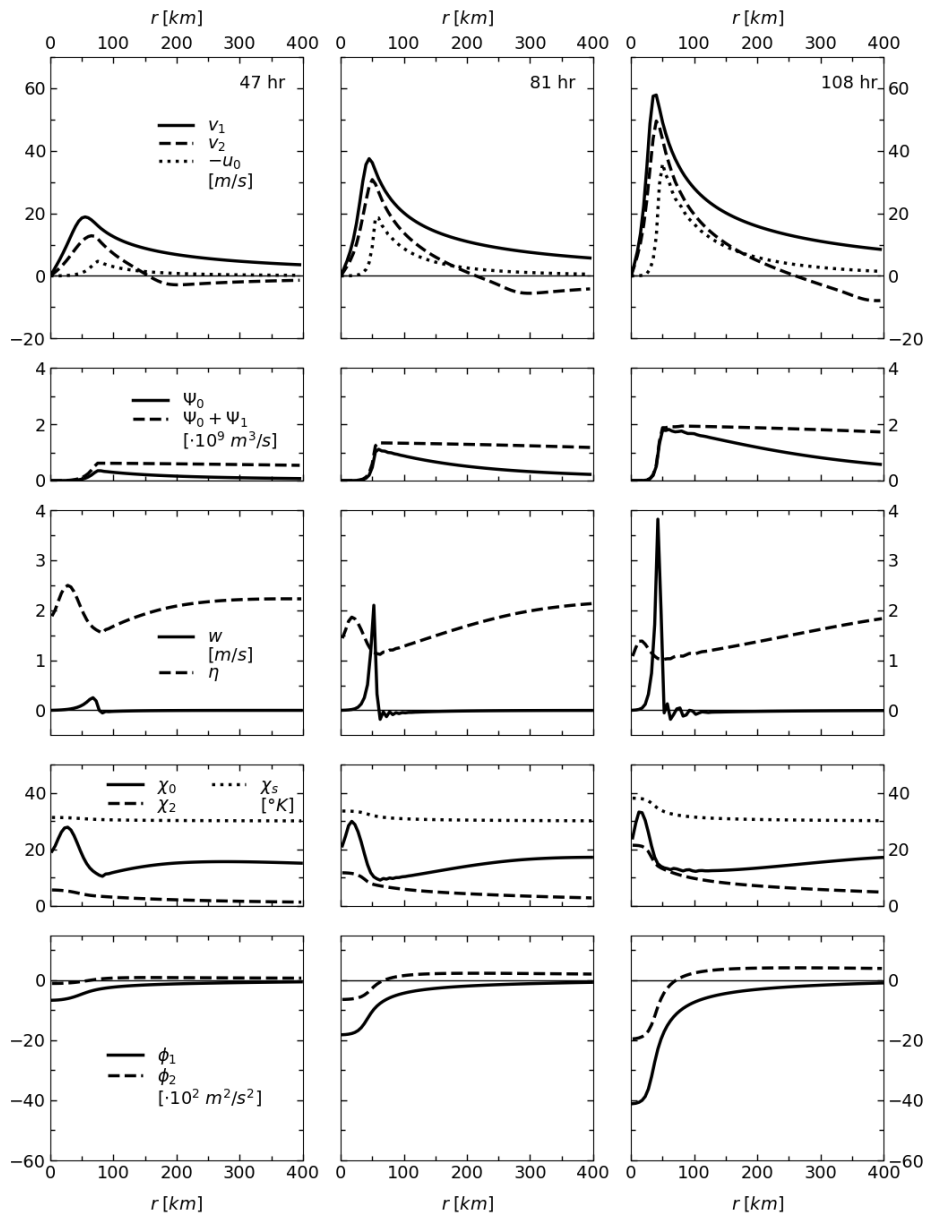 r [km] r [km] r [km]
0 100 200 300 400 0 100 200 300 400 0 100 200 300 400
47 hr 81 hr 108 hr
60 60
v₁
v₂
−u₀
[m/s]
40 40
20 20
0 0
−20 −20
4 4
Ψ₀
Ψ₀ + Ψ₁
[·10⁹ m³/s]
2 2
0 0
4 4
3 3
2 2
w
[m/s]
η
1 1
0 0
χ₀ χₛ
χ₂ [°K]
40 40
20 20
0 0
0 0
−20 −20
ϕ₁
ϕ₂
[·10² m²/s²]
−40 −40
−60 −60
0 100 200 300 400 0 100 200 300 400 0 100 200 300 400
r [km] r [km] r [km]